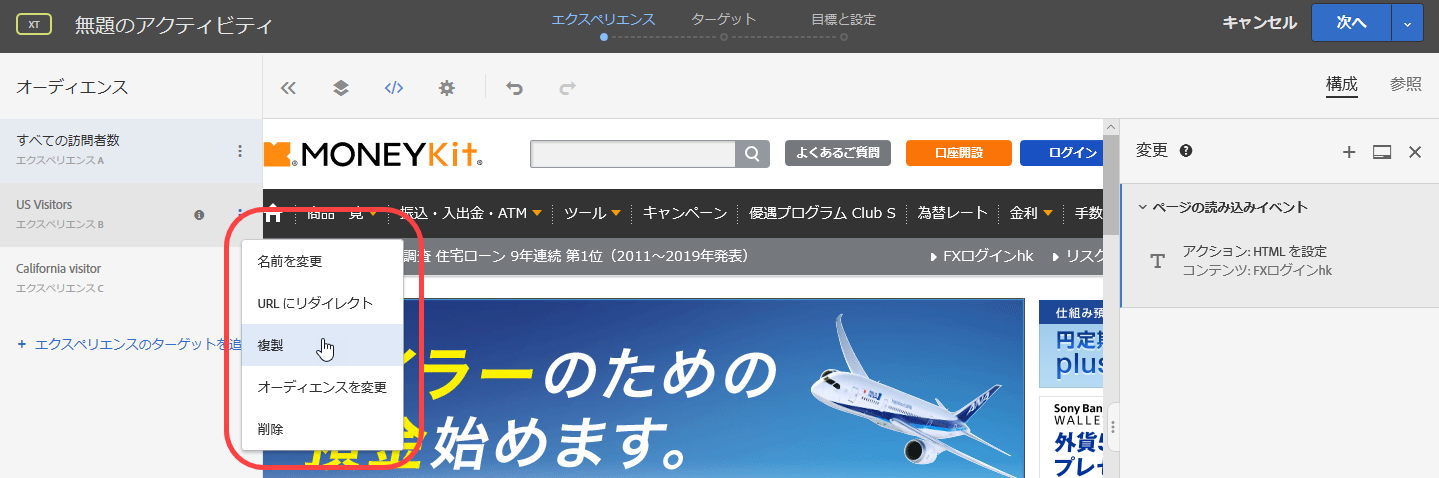 XT 無題のアクティビティ エクスペリエンス ターゲット 目標と設定 キャンセル 次へ
オーディエンス 構成 参照
すべての訪問者数
エクスペリエンス A
US Visitors
エクスペリエンス B
California visitor
エクスペリエンス C
+ エクスペリエンスのターゲットを追
名前を変更
URL にリダイレクト
複製
オーディエンスを変更
削除
MONEYKit よくあるご質問 口座開設 ログイン
商品一覧 振込・入出金・ATM ツール キャンペーン 優遇プログラム Club S 為替レート 金利 手数
調査 住宅ローン 9年連続 第1位（2011～2019年発表） FXログインhk リスク
イラーのための
預金始めます。
仕組み預
円定期
plus
Sony Ban
WALLE
外貨5
プレゼ
変更
ページの読み込みイベント
アクション: HTML を設定
コンテンツ: FXログインhk